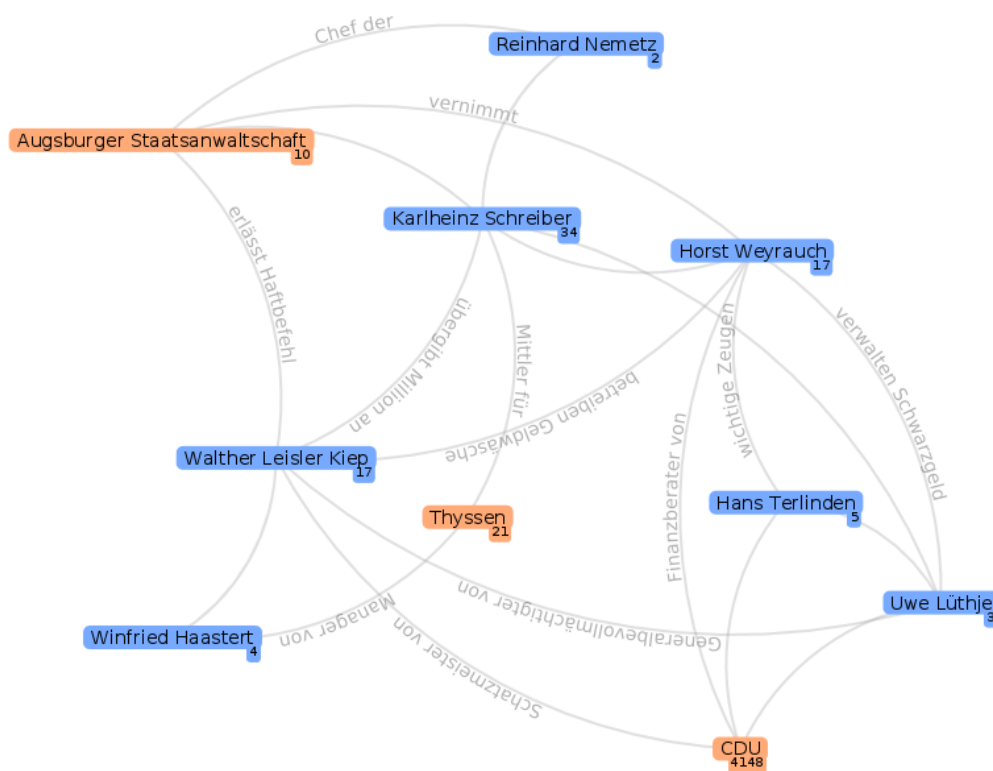 Chef der
Reinhard Nemetz
2
vernimmt
Augsburger Staatsanwaltschaft
10
Karlheinz Schreiber
34
Horst Weyrauch
17
erlässt Haftbefehl
übergibt Million an
Mittler für
wichtige Zeugen
verwalten Schwarzgeld
betreiben Geldwäsche
Finanzberater von
Walther Leisler Kiep
17
Thyssen
21
Hans Terlinden
5
Uwe Lüthje
3
Generalbevollmächtigter von
Manager von
Winfried Haastert
4
Schatzmeister von
CDU
4148